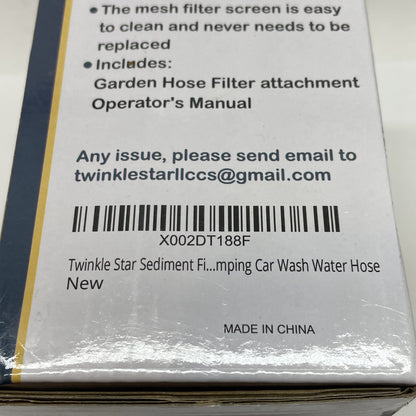 • The mesh filter screen is easy
to clean and never needs to be
replaced
• Includes:
Garden Hose Filter attachment
Operator's Manual
Any issue, please send email to
twinklestarllccs@gmail.com
X002DT188F
Twinkle Star Sediment Fi...mping Car Wash Water Hose
New
MADE IN CHINA